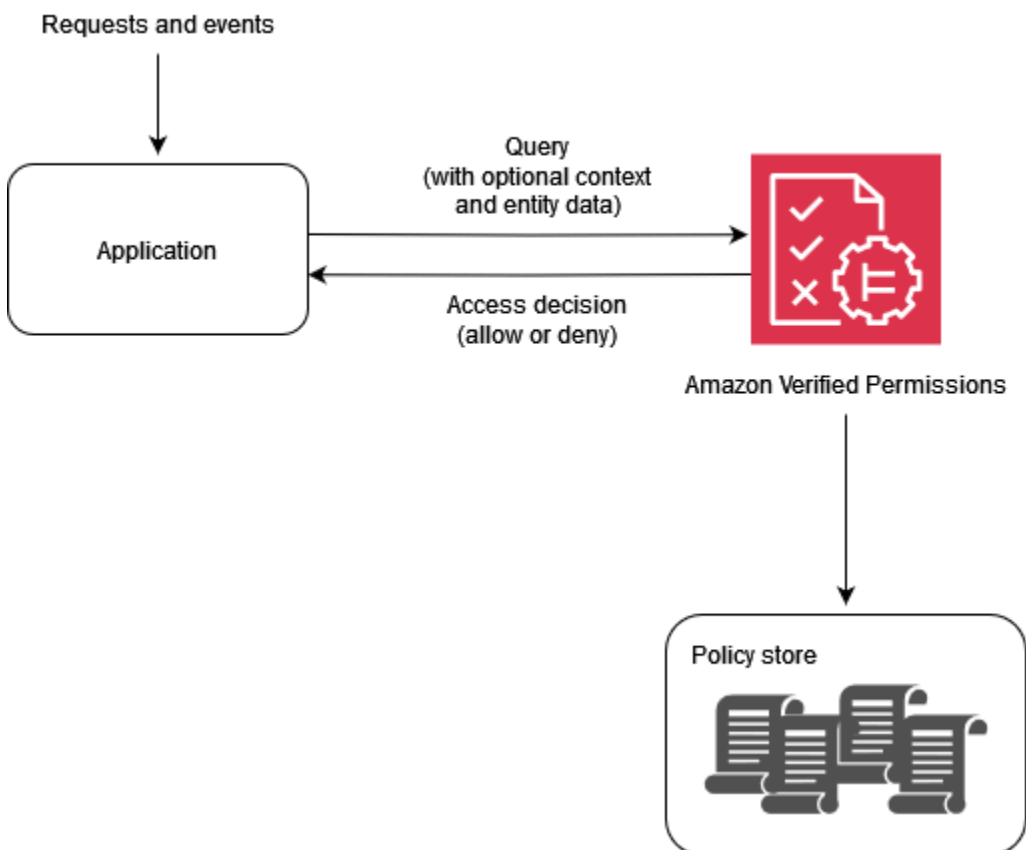 Requests and events
Query
(with optional context
and entity data)
Application
Access decision
(allow or deny)
Amazon Verified Permissions
Policy store